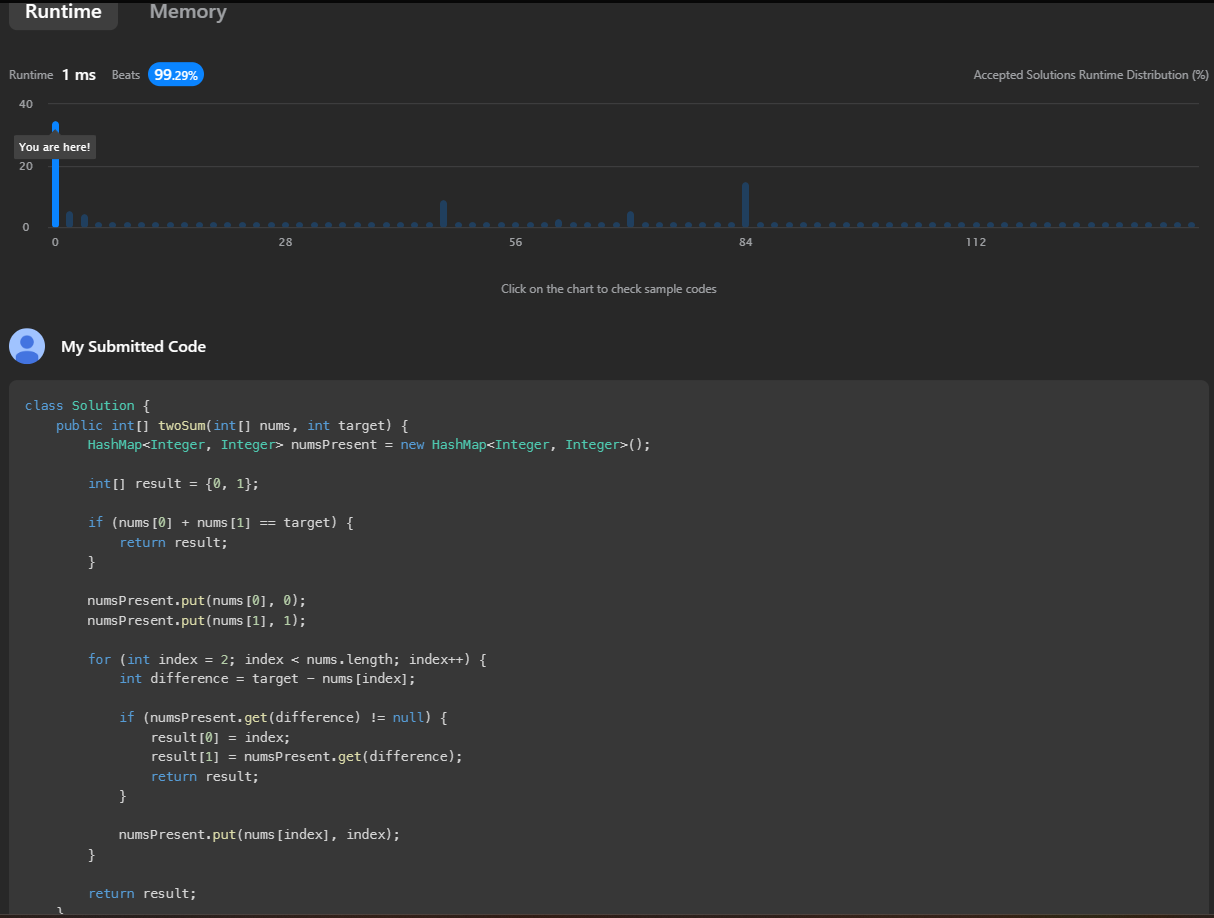 Runtime Memory
Runtime 1 ms Beats 99.29% Accepted Solutions Runtime Distribution (%)
40
You are here!
20
0
0 28 56 84 112
Click on the chart to check sample codes
My Submitted Code
class Solution {
    public int[] twoSum(int[] nums, int target) {
        HashMap<Integer, Integer> numsPresent = new HashMap<Integer, Integer>();
        int[] result = {0, 1};
        if (nums[0] + nums[1] == target) {
            return result;
        }
        numsPresent.put(nums[0], 0);
        numsPresent.put(nums[1], 1);
        for (int index = 2; index < nums.length; index++) {
            int difference = target - nums[index];
            if (numsPresent.get(difference) != null) {
                result[0] = index;
                result[1] = numsPresent.get(difference);
                return result;
            }
            numsPresent.put(nums[index], index);
        }
        return result;
    }